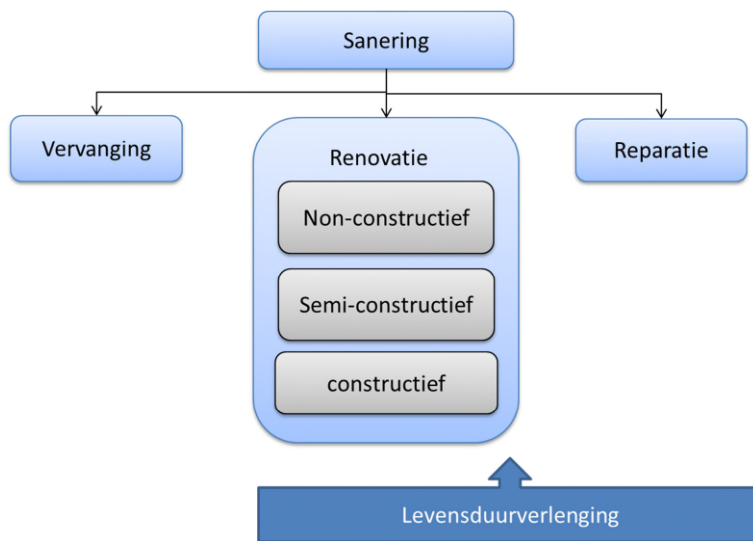 Sanering
Vervanging
Renovatie
Reparatie
Non-constructief
Semi-constructief
constructief
Levensduurverlenging